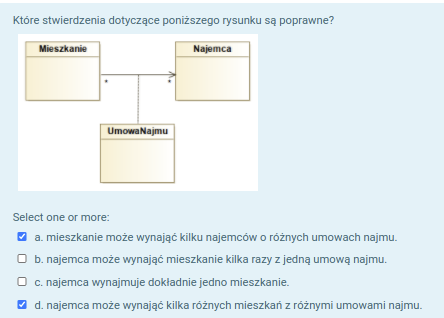 Które stwierdzenia dotyczące poniższego rysunku są poprawne?
Mieszkanie
Najemca
* *
UmowaNajmu
Select one or more:
a. mieszkanie może wynająć kilku najemców o różnych umowach najmu.
b. najemca może wynająć mieszkanie kilka razy z jedną umową najmu.
c. najemca wynajmuje dokładnie jedno mieszkanie.
d. najemca może wynająć kilka różnych mieszkań z różnymi umowami najmu.